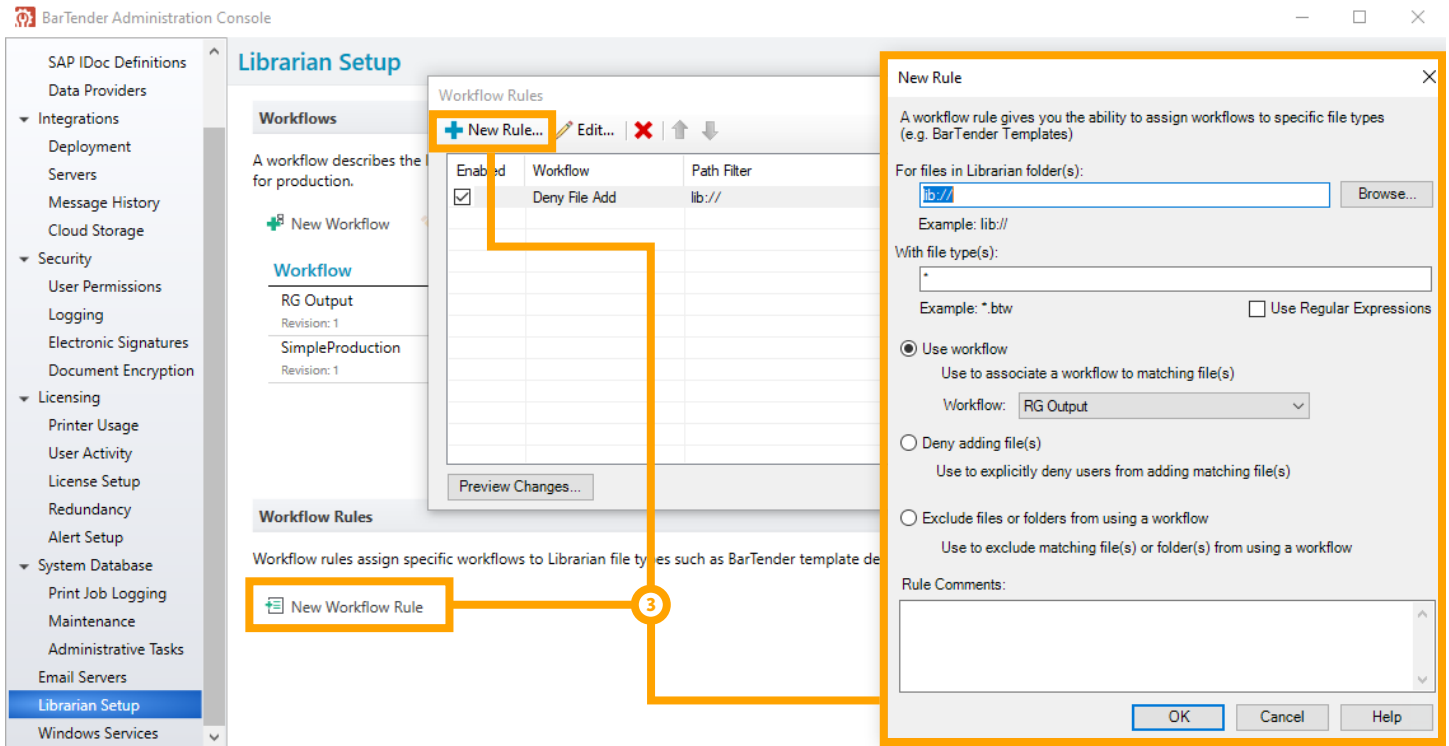 BarTender Administration Console
SAP IDoc Definitions
Data Providers
Integrations
Deployment
Servers
Message History
Cloud Storage
Security
User Permissions
Logging
Electronic Signatures
Document Encryption
Licensing
Printer Usage
User Activity
License Setup
Redundancy
Alert Setup
System Database
Print Job Logging
Maintenance
Administrative Tasks
Email Servers
Librarian Setup
Windows Services
Librarian Setup
Workflows
A workflow describes the
for production.
New Workflow
Workflow
RG Output
Revision: 1
SimpleProduction
Revision: 1
Workflow Rules
Workflow rules assign specific workflows to Librarian file types such as BarTender template de
New Workflow Rule
3
Workflow Rules
New Rule... Edit...
Enabled Workflow Path Filter
Deny File Add lib://
Preview Changes...
New Rule
A workflow rule gives you the ability to assign workflows to specific file types
(e.g. BarTender Templates)
For files in Librarian folder(s):
lib:// Browse...
Example: lib://
With file type(s):
*
Example: *.btw Use Regular Expressions
Use workflow
Use to associate a workflow to matching file(s)
Workflow: RG Output
Deny adding file(s)
Use to explicitly deny users from adding matching file(s)
Exclude files or folders from using a workflow
Use to exclude matching file(s) or folder(s) from using a workflow
Rule Comments:
OK Cancel Help